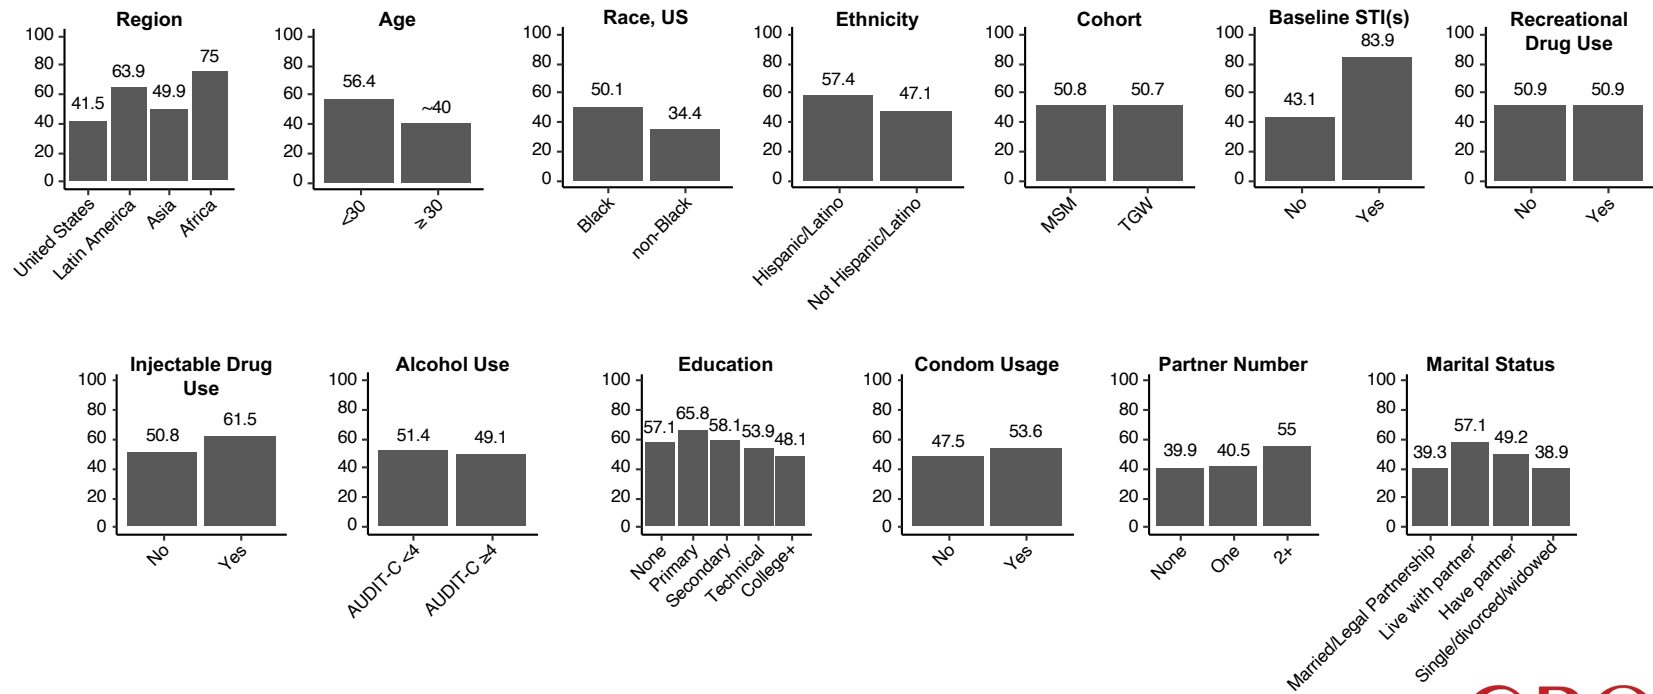 Region
100
80
60
40
20
0
41.5
63.9
49.9
75
United States
Latin America
Asia
Africa
Age
100
80
60
40
20
0
56.4
~40
<30
≥ 30
Race, US
100
80
60
40
20
0
50.1
34.4
Black
non-Black
Ethnicity
100
80
60
40
20
0
57.4
47.1
Hispanic/Latino
Not Hispanic/Latino
Cohort
100
80
60
40
20
0
50.8
50.7
MSM
TGW
Baseline STI(s)
100
80
60
40
20
0
43.1
83.9
No
Yes
Recreational
Drug Use
100
80
60
40
20
0
50.9
50.9
No
Yes
Injectable Drug
Use
100
80
60
40
20
0
50.8
61.5
No
Yes
Alcohol Use
100
80
60
40
20
0
51.4
49.1
AUDIT-C <4
AUDIT-C ≥4
Education
100
80
60
40
20
0
57.1
65.8
58.1
53.9
48.1
None
Primary
Secondary
Technical
College+
Condom Usage
100
80
60
40
20
0
47.5
53.6
No
Yes
Partner Number
100
80
60
40
20
0
39.9
40.5
55
None
One
2+
Marital Status
100
80
60
40
20
0
39.3
57.1
49.2
38.9
Married/Legal Partnership
Live with partner
Have partner
Single/divorced/widowed